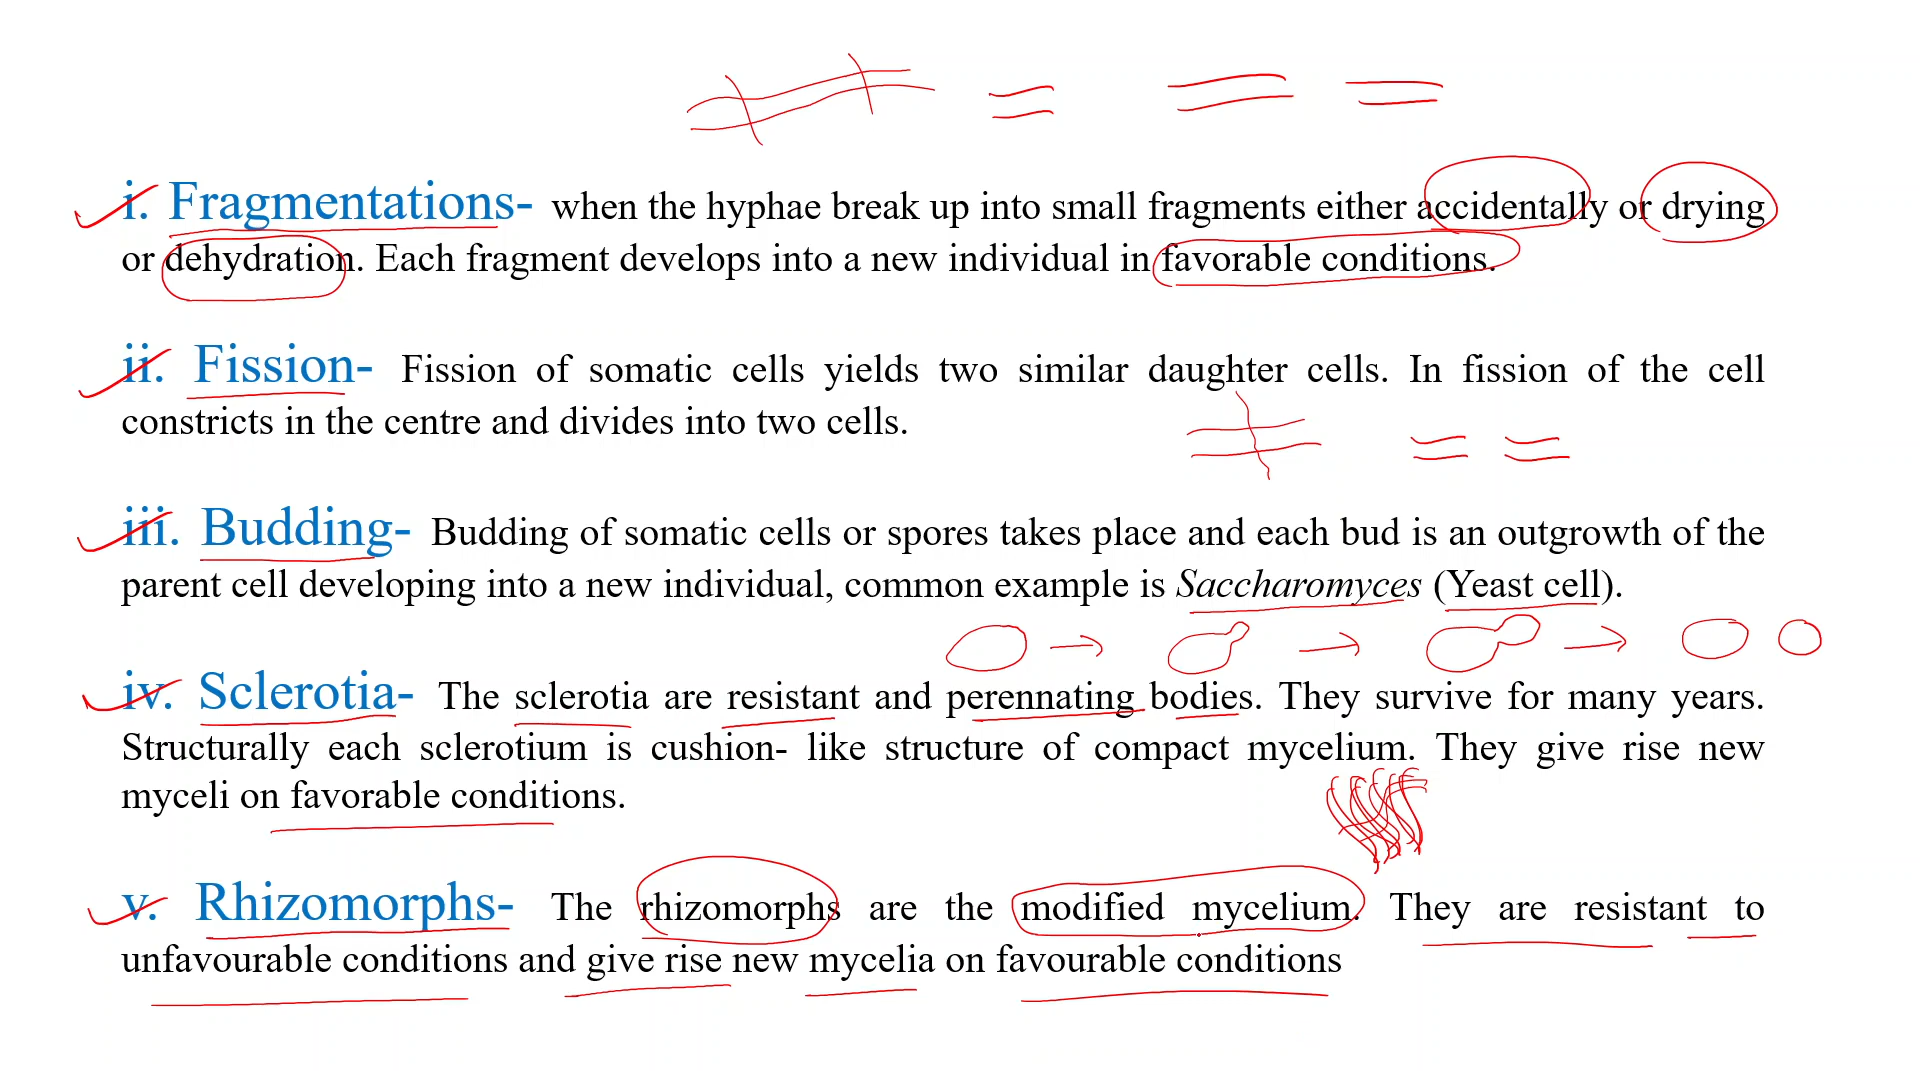 i. Fragmentations- when the hyphae break up into small fragments either accidentally or drying
or dehydration. Each fragment develops into a new individual in favorable conditions.
ii. Fission- Fission of somatic cells yields two similar daughter cells. In fission of the cell
constricts in the centre and divides into two cells.
iii. Budding- Budding of somatic cells or spores takes place and each bud is an outgrowth of the
parent cell developing into a new individual, common example is Saccharomyces (Yeast cell).
iv. Sclerotia- The sclerotia are resistant and perennating bodies. They survive for many years.
Structurally each sclerotium is cushion- like structure of compact mycelium. They give rise new
myceli on favorable conditions.
v. Rhizomorphs- The rhizomorphs are the modified mycelium. They are resistant to
unfavourable conditions and give rise new mycelia on favourable conditions